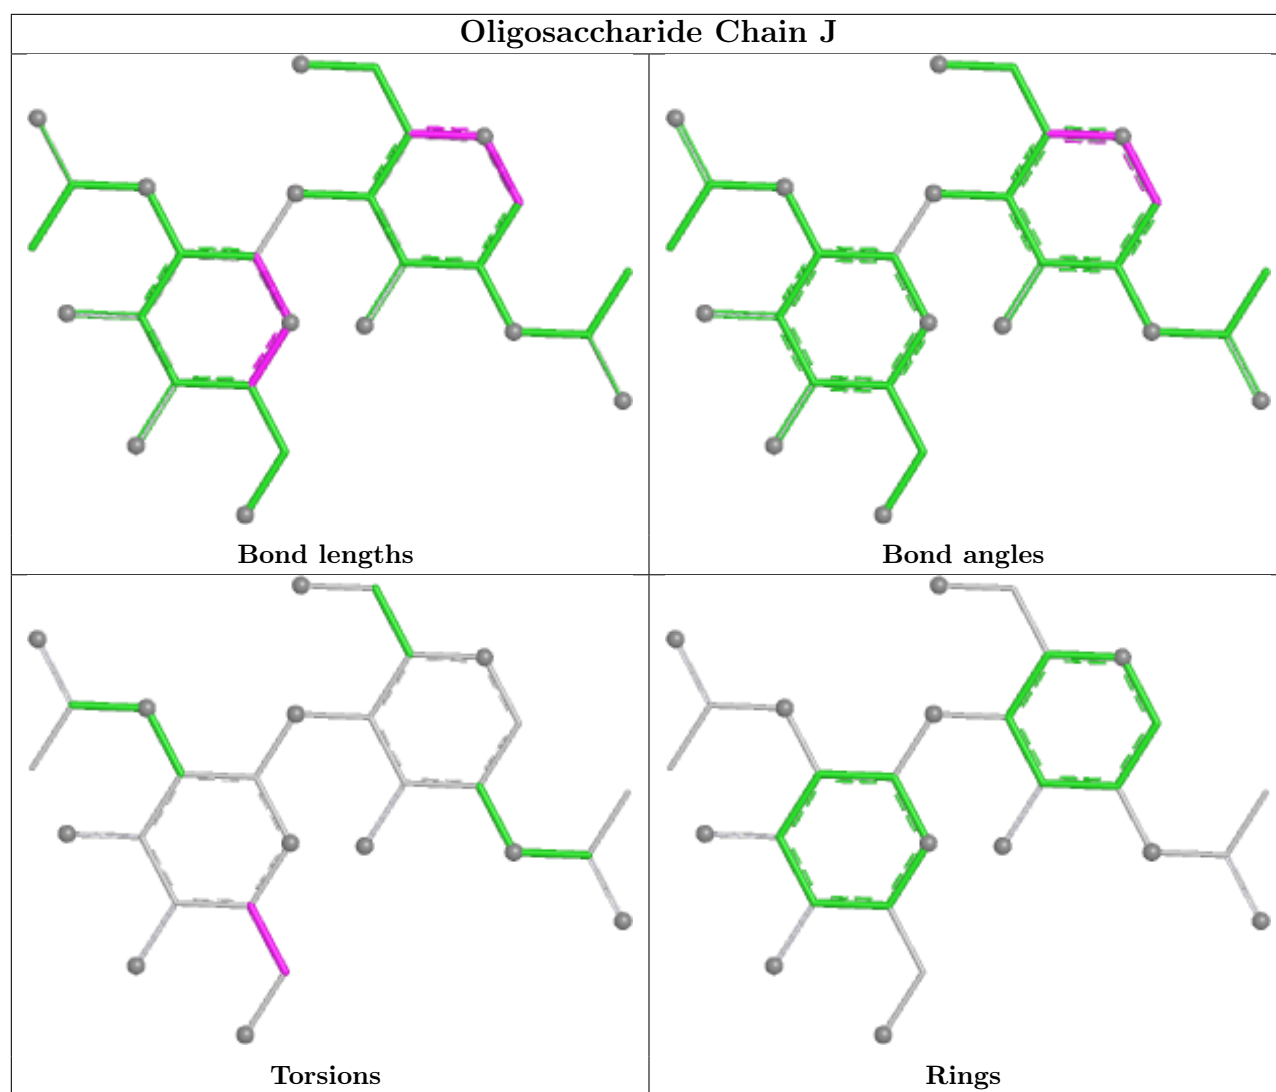 Oligosaccharide Chain J
Bond lengths
Bond angles
Torsions
Rings